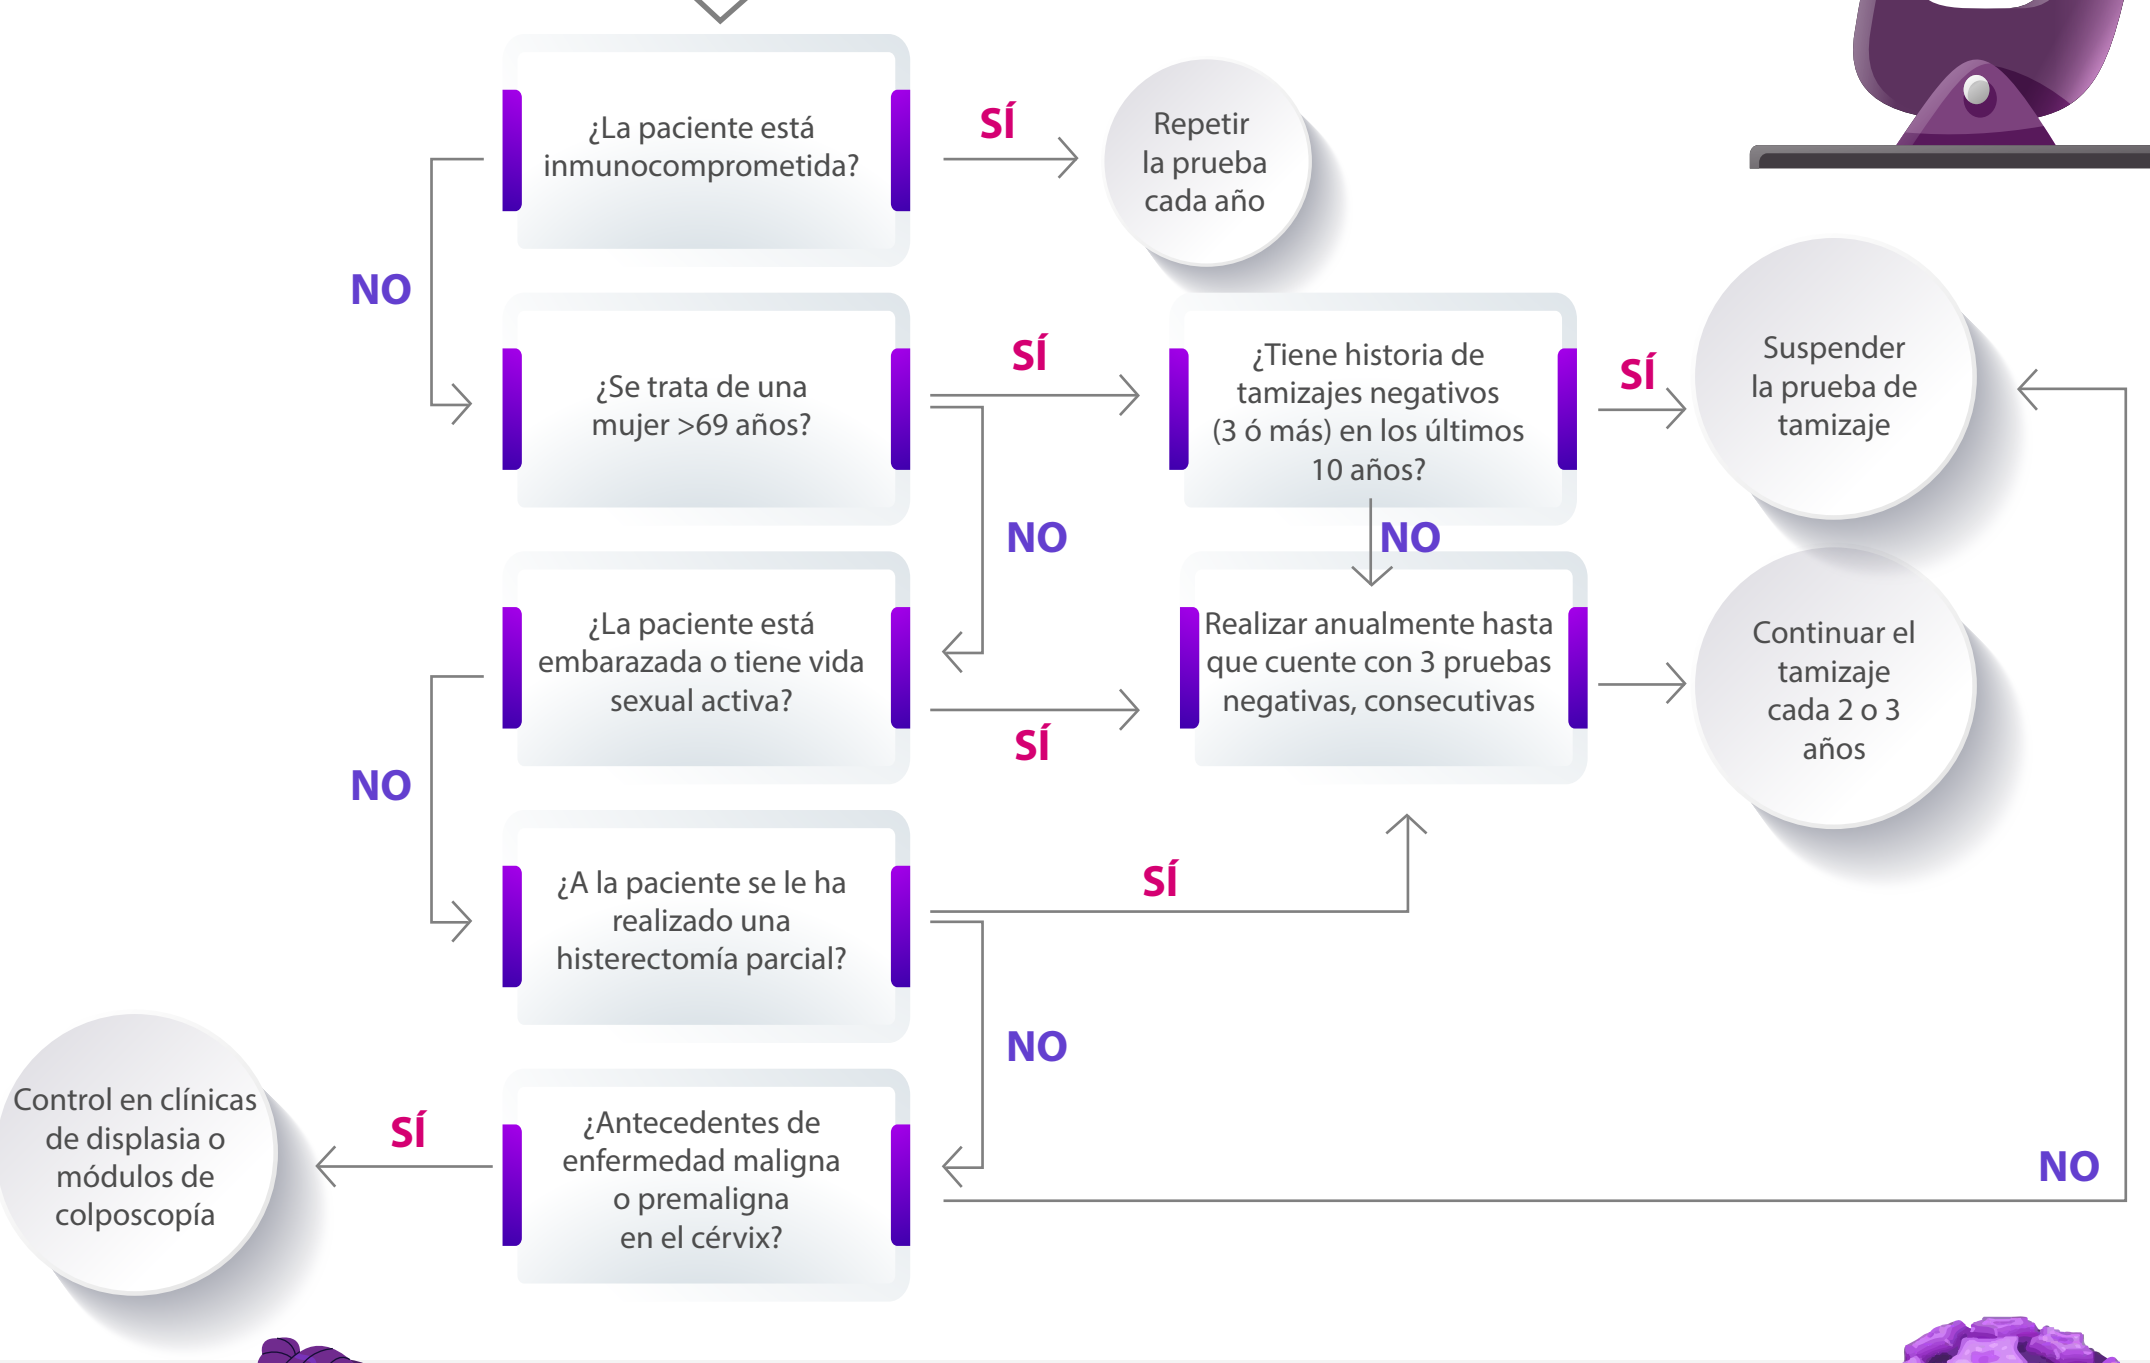 ¿La paciente está
inmunocomprometida?
SÍ
Repetir
la prueba
cada año
NO
¿Se trata de una
mujer >69 años?
SÍ
¿Tiene historia de
tamizajes negativos
(3 ó más) en los últimos
10 años?
SÍ
Suspender
la prueba de
tamizaje
NO
NO
¿La paciente está
embarazada o tiene vida
sexual activa?
SÍ
Realizar anualmente hasta
que cuente con 3 pruebas
negativas, consecutivas
Continuar el
tamizaje
cada 2 o 3
años
NO
¿A la paciente se le ha
realizado una
histerectomía parcial?
SÍ
NO
Control en clínicas
de displasia o
módulos de
colposcopía
SÍ
¿Antecedentes de
enfermedad maligna
o premaligna
en el cérvix?
NO